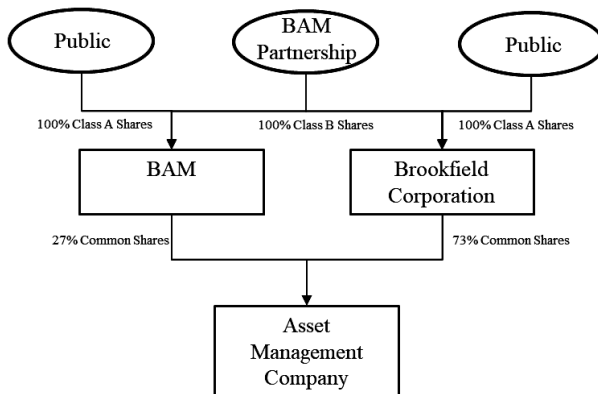 Public
BAM
Partnership
Public
100% Class A Shares
100% Class B Shares
100% Class A Shares
BAM
Brookfield
Corporation
27% Common Shares
73% Common Shares
Asset
Management
Company